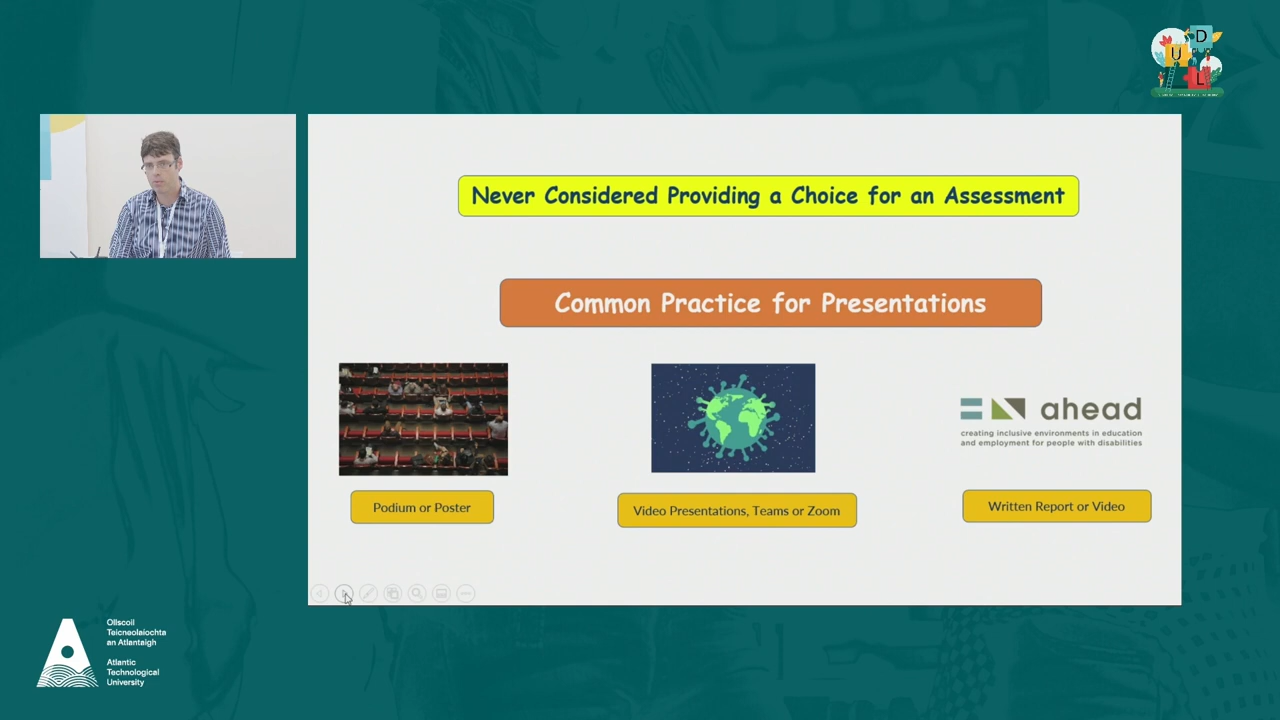 U
D
L
Never Considered Providing a Choice for an Assessment
Common Practice for Presentations
ahead
creating inclusive environments in education
and employment for people with disabilities
Podium or Poster
Video Presentations, Teams or Zoom
Written Report or Video
Ollscoil
Teicneolaíochta
an Atlantaigh
Atlantic
Technological
University